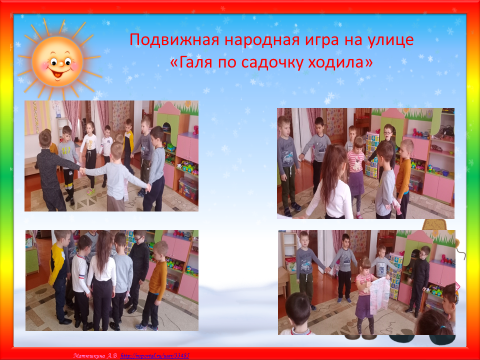 Подвижная народная игра на улице
«Галя по садочку ходила»